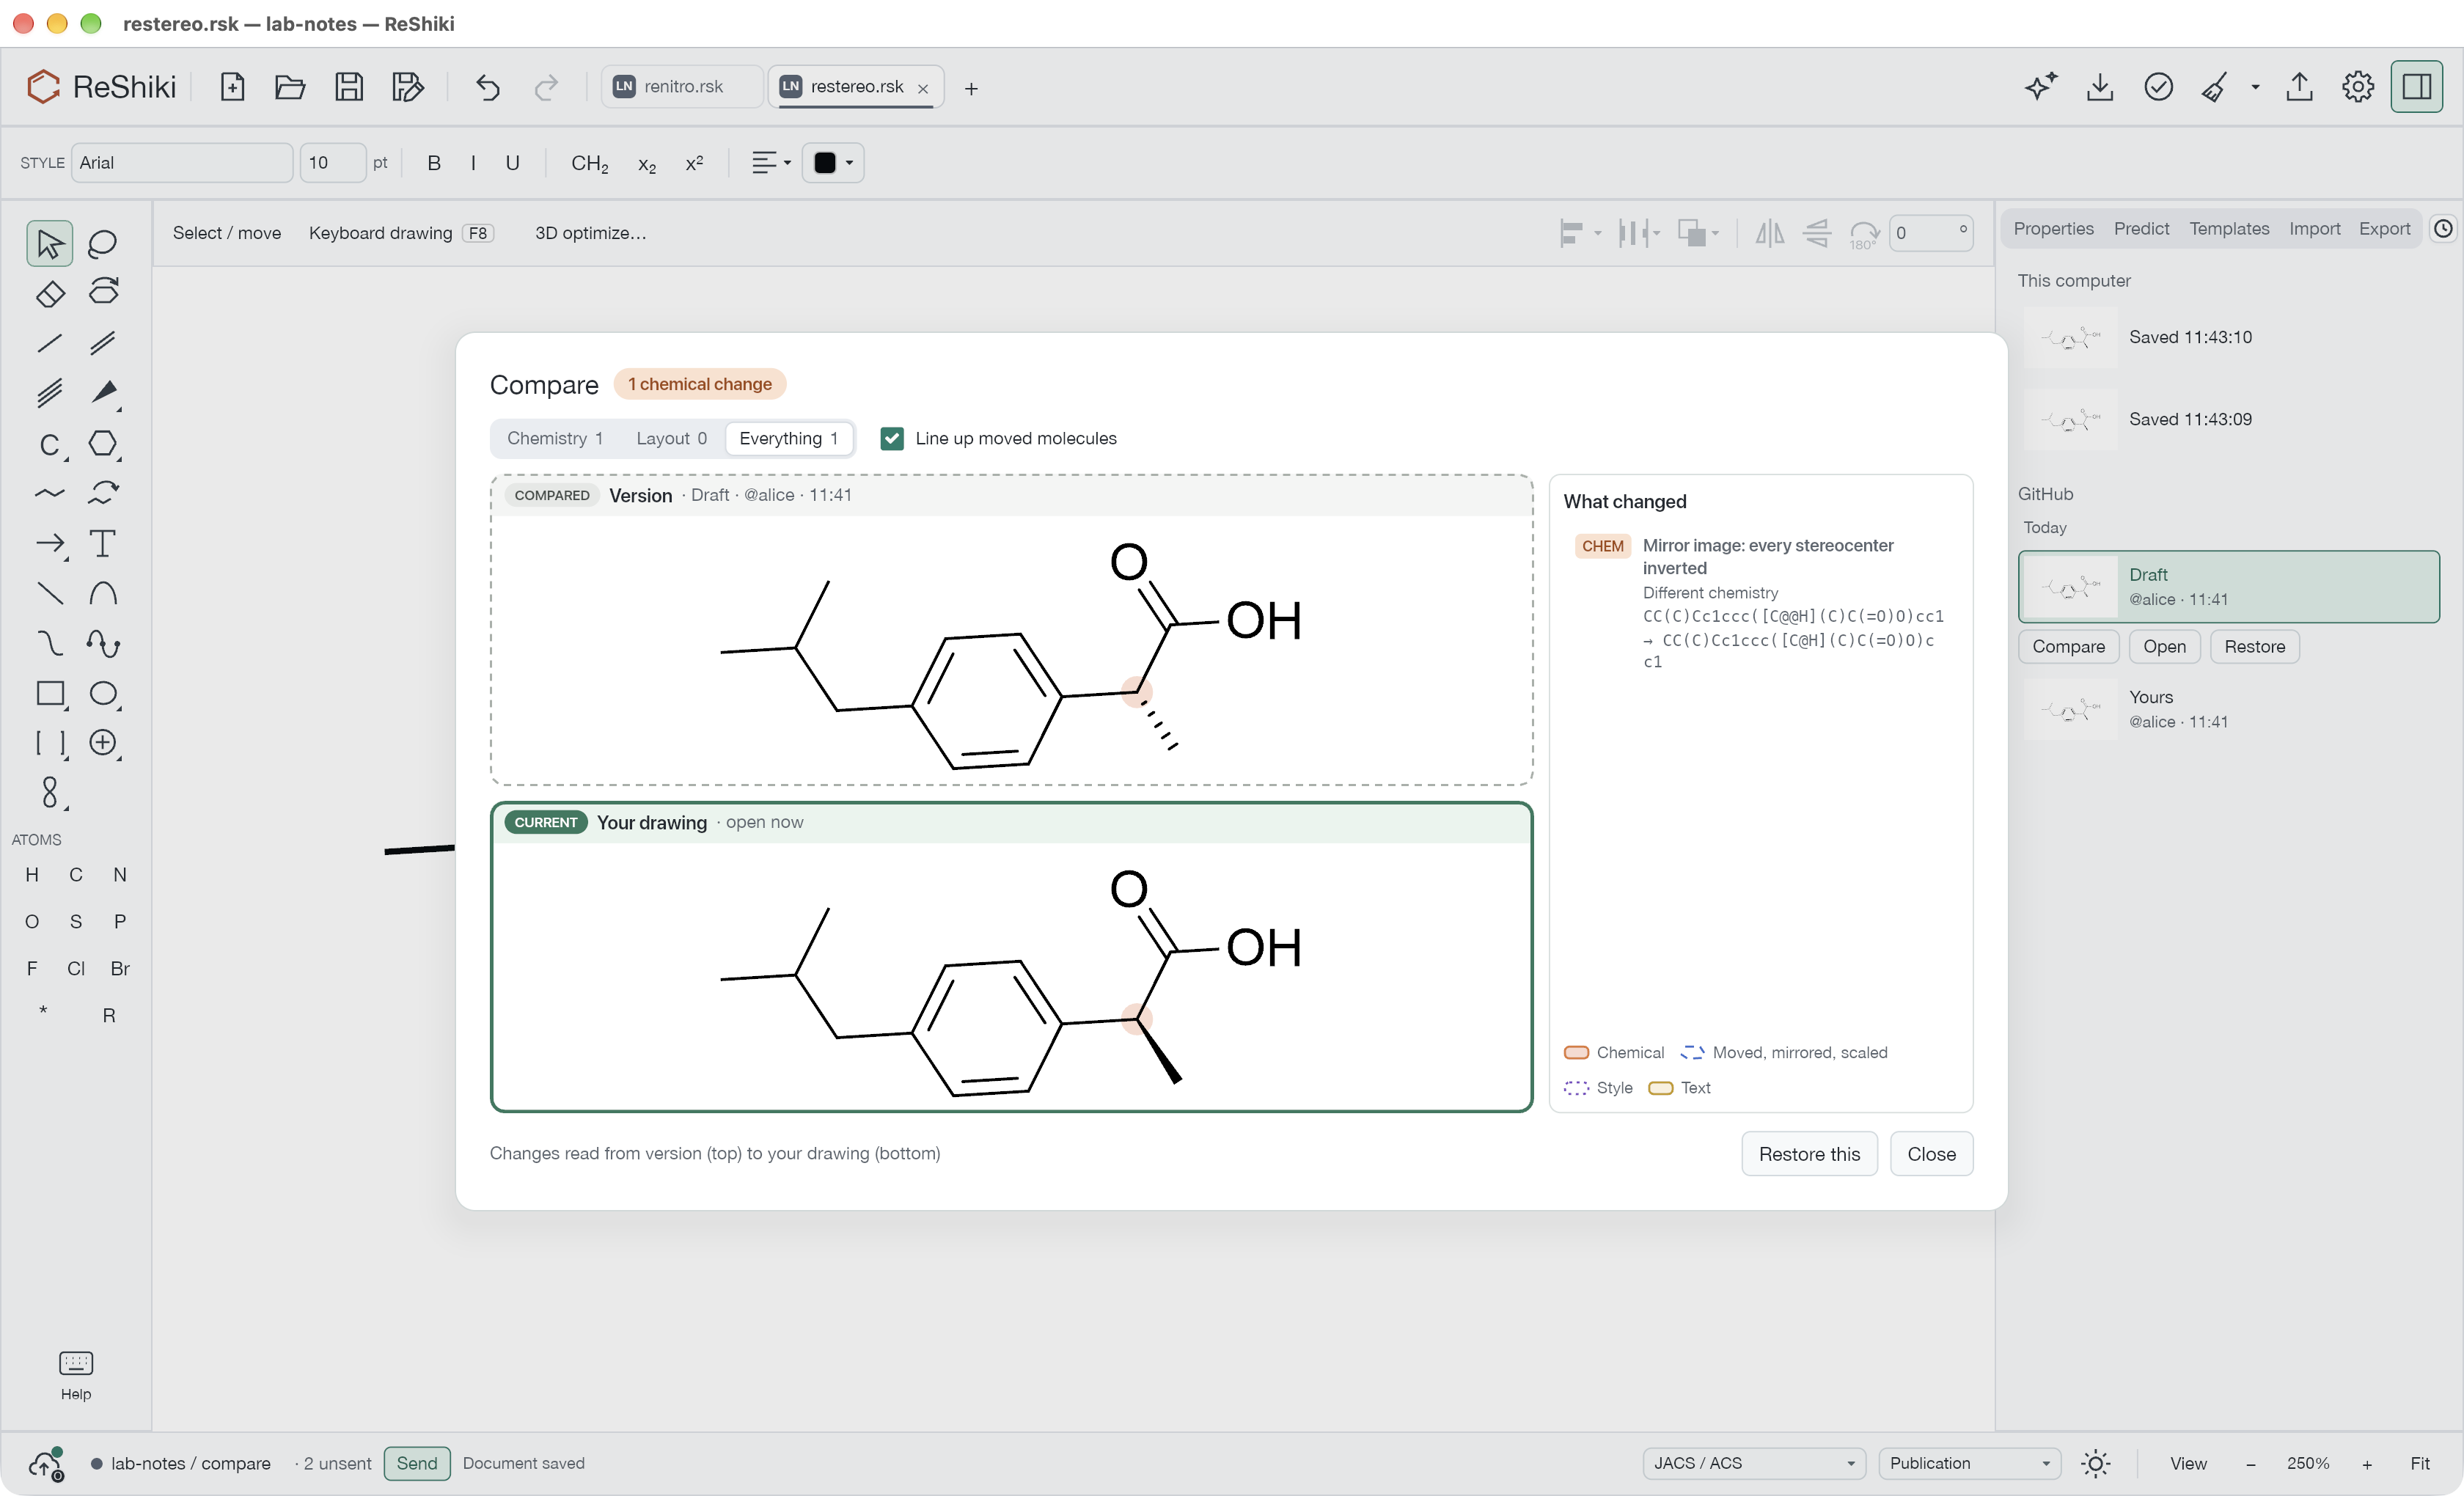 restereo.rsk — lab-notes — ReShiki
ReShiki
LN renitro.rsk
LN restereo.rsk
STYLE Arial 10 pt B I U CH₂ x₂ x²
Select / move Keyboard drawing F8 3D optimize…
180° 0 °
Properties Predict Templates Import Export
This computer
Saved 11:43:10
Saved 11:43:09
GitHub
Today
Draft
@alice · 11:41
Compare Open Restore
Yours
@alice · 11:41
C
T
ATOMS
H C N
O S P
F Cl Br
* R
Help
Compare 1 chemical change
Chemistry 1 Layout 0 Everything 1 Line up moved molecules
COMPARED Version · Draft · @alice · 11:41
O
OH
CURRENT Your drawing · open now
O
OH
What changed
CHEM Mirror image: every stereocenter
inverted
Different chemistry
CC(C)Cc1ccc([C@@H](C)C(=O)O)cc1
→ CC(C)Cc1ccc([C@H](C)C(=O)O)c
c1
Chemical Moved, mirrored, scaled
Style Text
Changes read from version (top) to your drawing (bottom)
Restore this Close
lab-notes / compare · 2 unsent Send Document saved
JACS / ACS Publication View − 250% + Fit